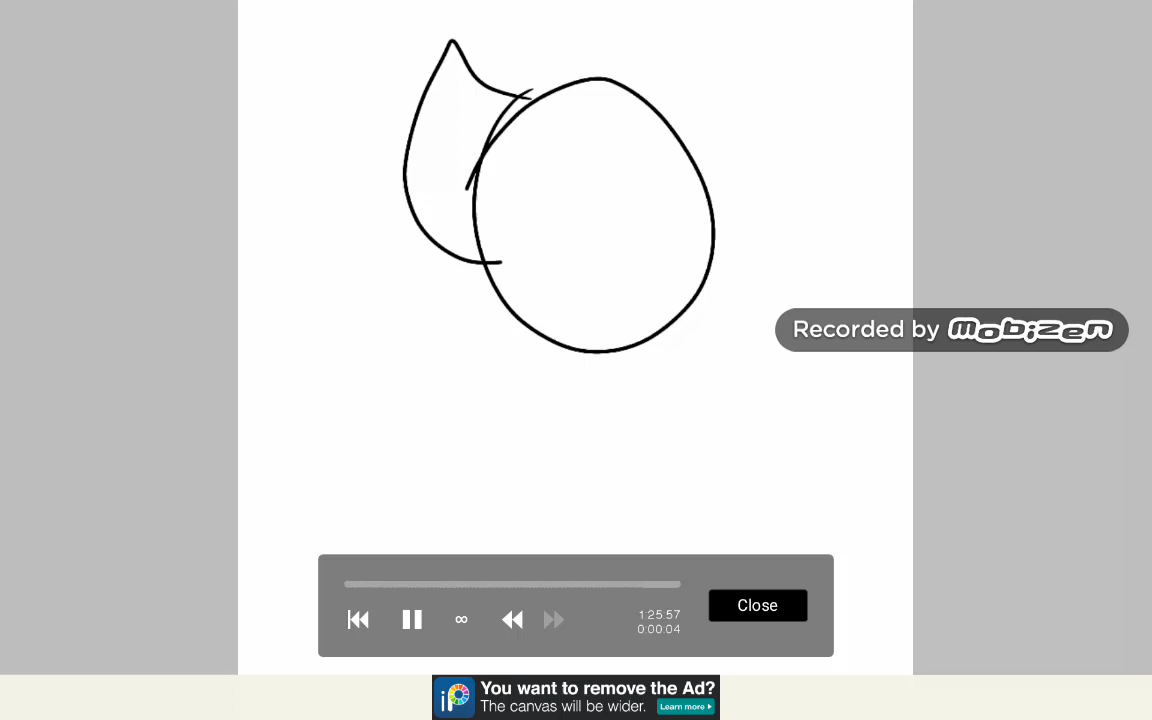 Recorded by mobizen
1:25:57
0:00:04
Close
iP
You want to remove the Ad?
The canvas will be wider.
Learn more